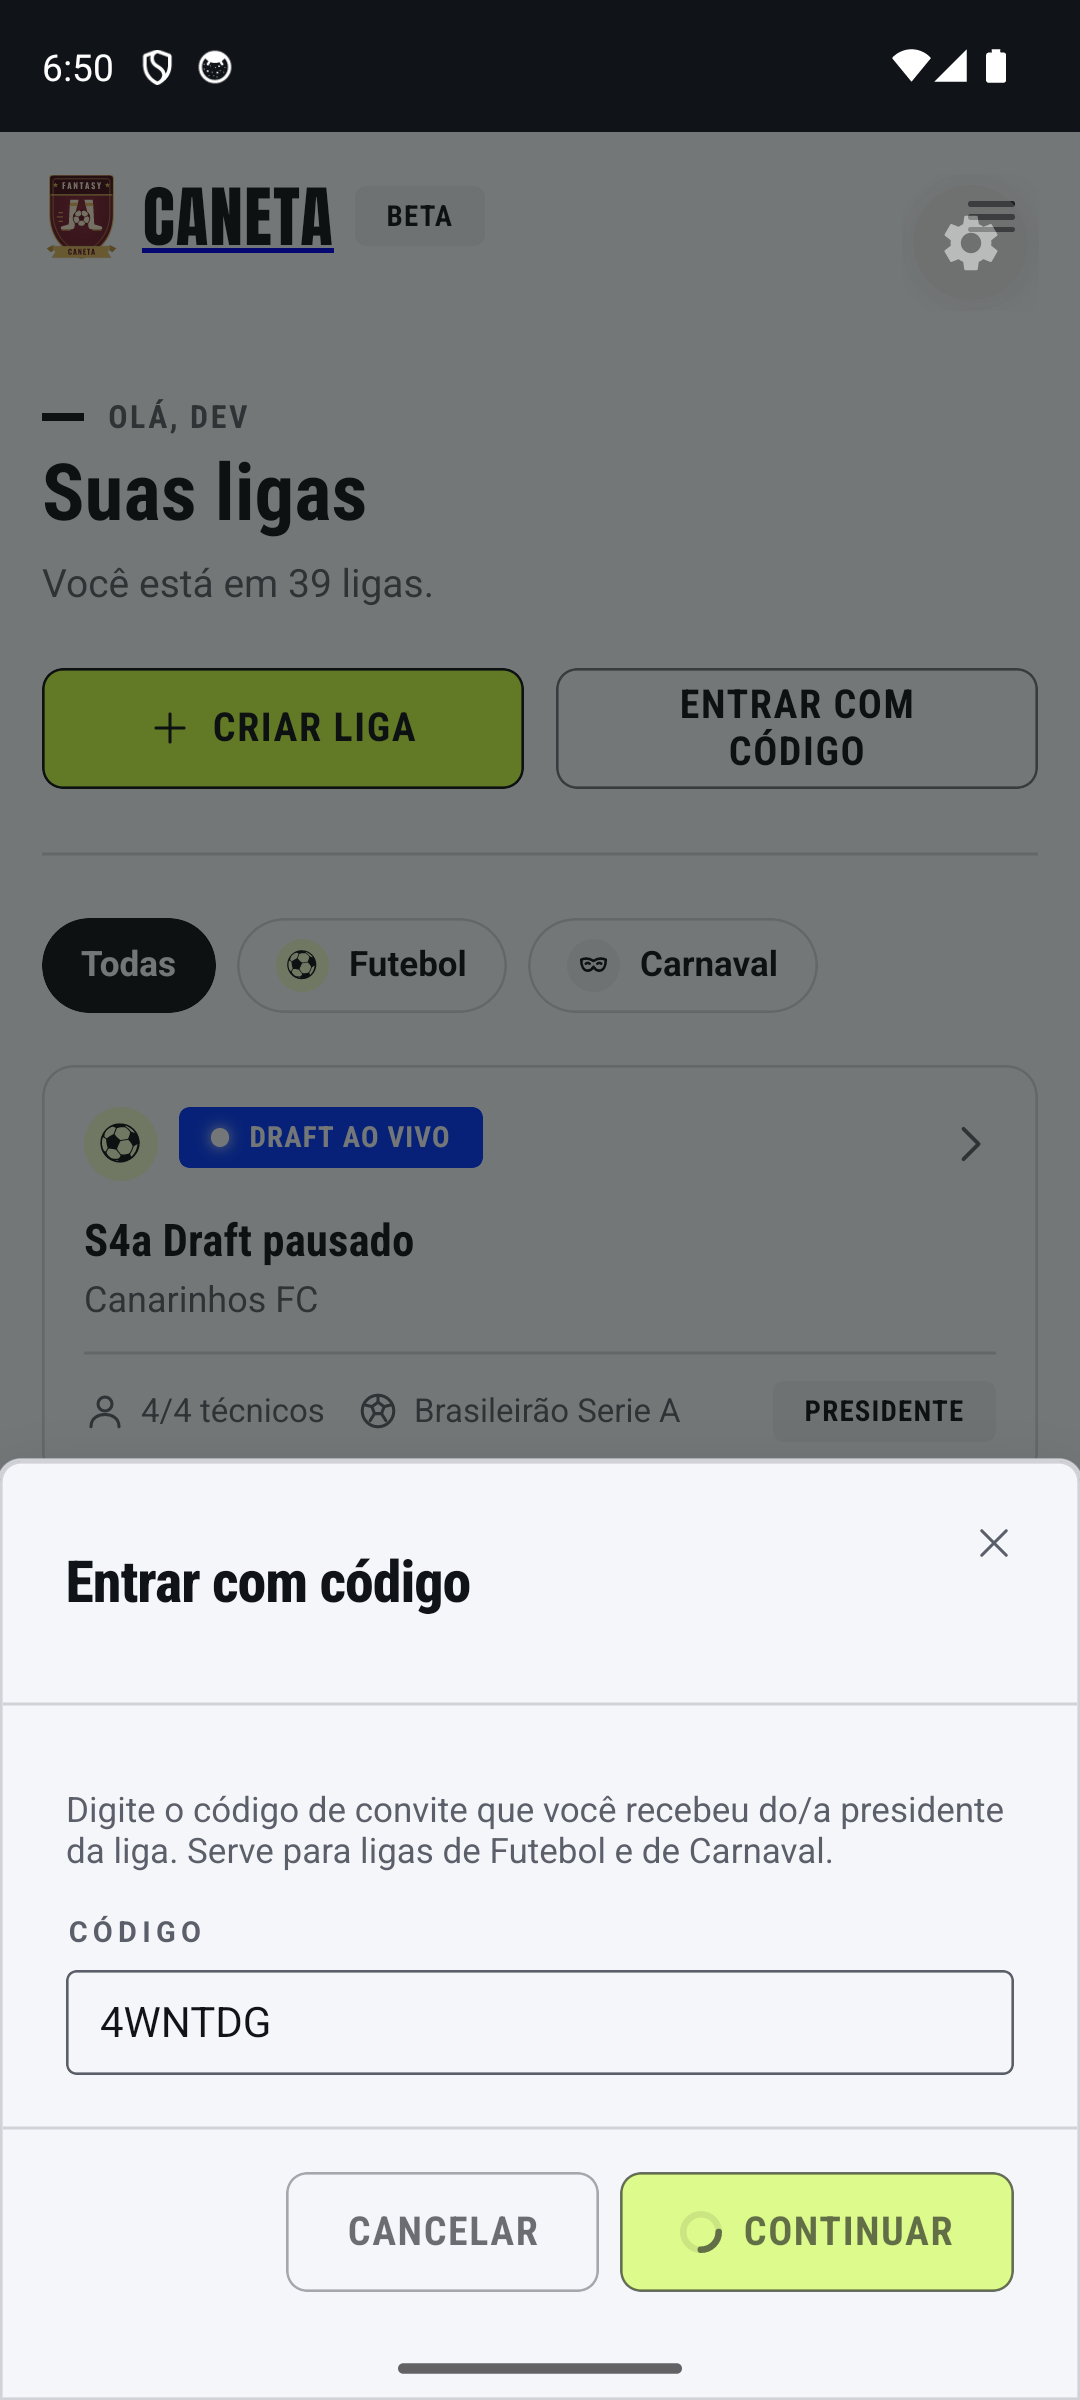 6:50
FANTASY
CANETA
CANETA
BETA
OLÁ, DEV
Suas ligas
Você está em 39 ligas.
CRIAR LIGA
ENTRAR COM
CÓDIGO
Todas
Futebol
Carnaval
DRAFT AO VIVO
S4a Draft pausado
Canarinhos FC
4/4 técnicos
Brasileirão Serie A
PRESIDENTE
Entrar com código
Digite o código de convite que você recebeu do/a presidente
da liga. Serve para ligas de Futebol e de Carnaval.
CÓDIGO
4WNTDG
CANCELAR
CONTINUAR